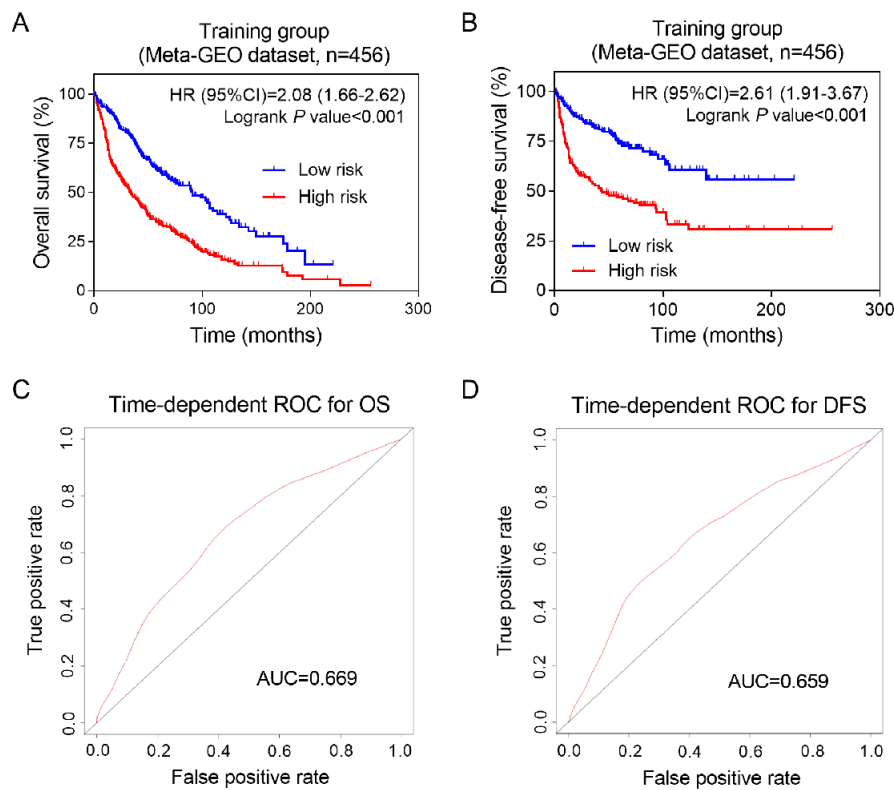 A
Training group
(Meta-GEO dataset, n=456)
HR (95%CI)=2.08 (1.66-2.62)
Logrank P value<0.001
Low risk
High risk
Overall survival (%)
100
75
50
25
0
0 100 200 300
Time (months)
B
Training group
(Meta-GEO dataset, n=456)
HR (95%CI)=2.61 (1.91-3.67)
Logrank P value<0.001
Low risk
High risk
Disease-free survival (%)
100
75
50
25
0
0 100 200 300
Time (months)
C
Time-dependent ROC for OS
True positive rate
1.0
0.8
0.6
0.4
0.2
0.0
AUC=0.669
0.0 0.2 0.4 0.6 0.8 1.0
False positive rate
D
Time-dependent ROC for DFS
True positive rate
1.0
0.8
0.6
0.4
0.2
0.0
AUC=0.659
0.0 0.2 0.4 0.6 0.8 1.0
False positive rate